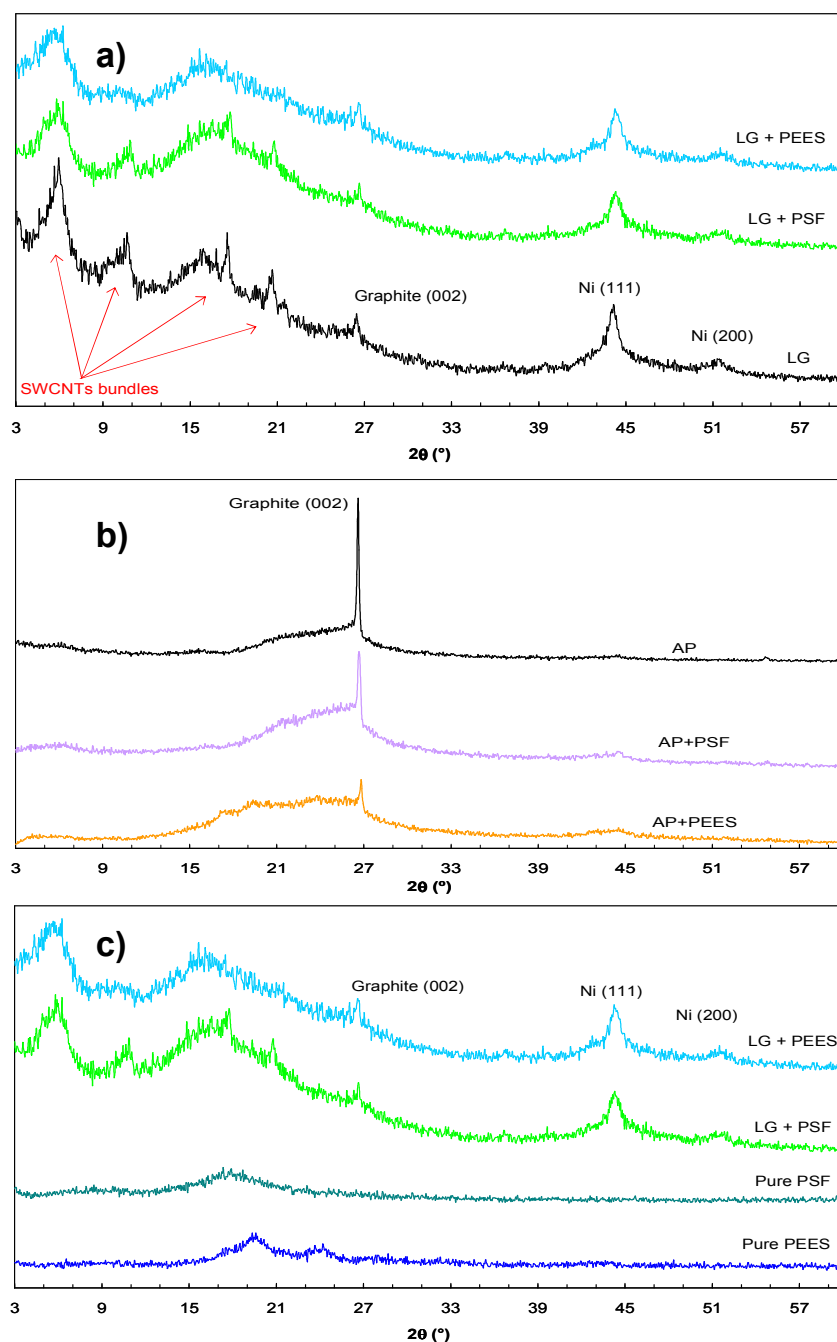 a)
LG + PEES
LG + PSF
Graphite (002)
Ni (111)
Ni (200)
LG
SWCNTs bundles
3 9 15 21 27 33 39 45 51 57
2θ (º)
Graphite (002)
b)
AP
AP+PSF
AP+PEES
3 9 15 21 27 33 39 45 51 57
2θ (º)
c)
Graphite (002)
Ni (111)
Ni (200)
LG + PEES
LG + PSF
Pure PSF
Pure PEES
3 9 15 21 27 33 39 45 51 57
2θ (º)